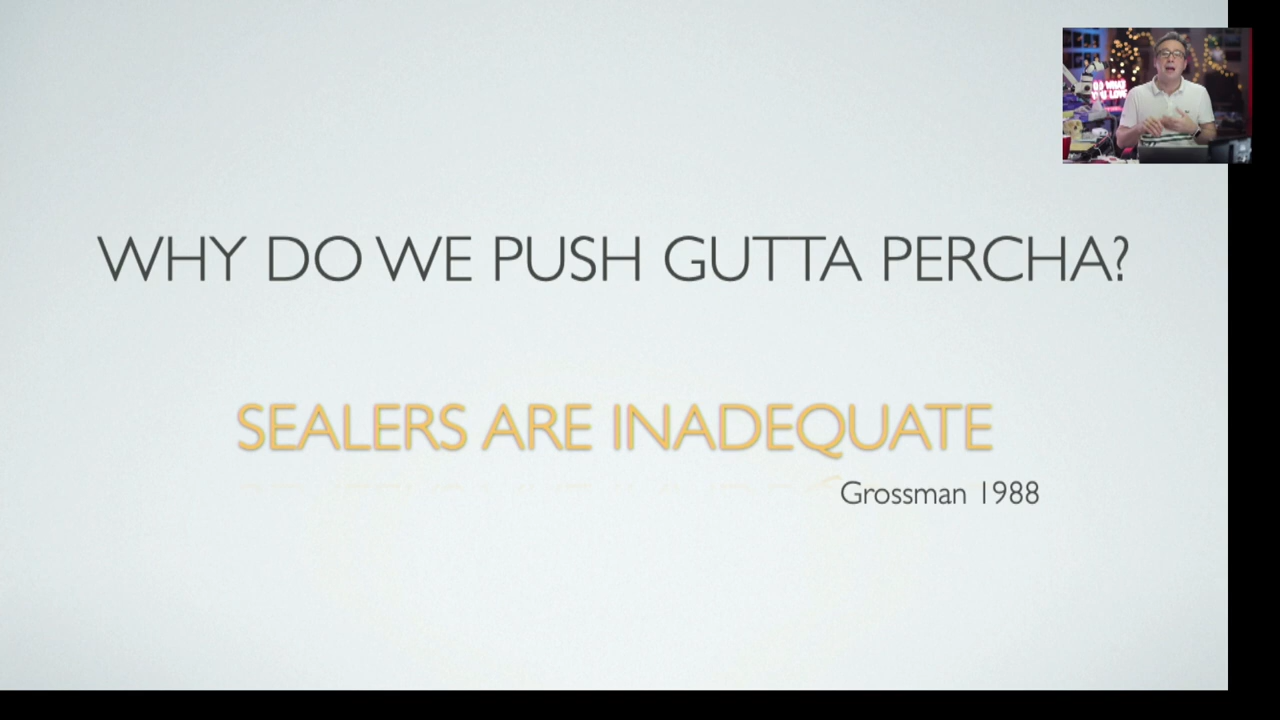 WHY DO WE PUSH GUTTA PERCHA?
SEALERS ARE INADEQUATE
Grossman 1988